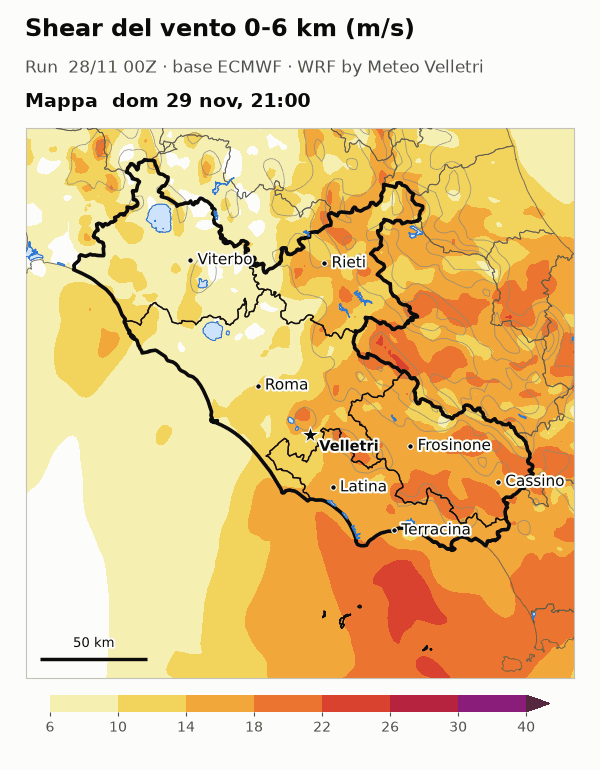 Shear del vento 0-6 km (m/s)
Run  28/11 00Z · base ECMWF · WRF by Meteo Velletri
Mappa  dom 29 nov, 21:00
Viterbo
Rieti
Roma
Velletri
Frosinone
Cassino
Latina
Terracina
50 km
6 10 14 18 22 26 30 40